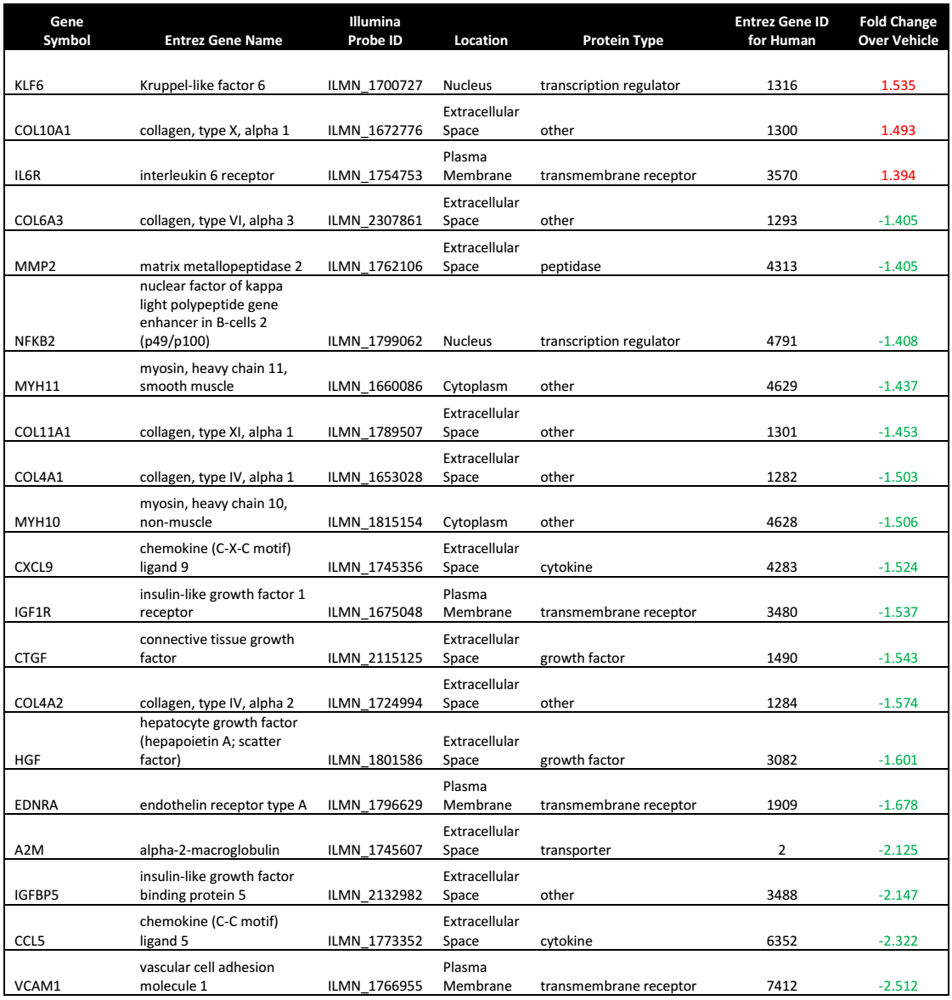 Gene Symbol	Entrez Gene Name	Illumina Probe ID	Location	Protein Type	Entrez Gene ID for Human	Fold Change Over Vehicle
KLF6	Kruppel-like factor 6	ILMN_1700727	Nucleus	transcription regulator	1316	1.535
COL10A1	collagen, type X, alpha 1	ILMN_1672776	Extracellular Space	other	1300	1.493
IL6R	interleukin 6 receptor	ILMN_1754753	Plasma Membrane	transmembrane receptor	3570	1.394
COL6A3	collagen, type VI, alpha 3	ILMN_2307861	Extracellular Space	other	1293	-1.405
MMP2	matrix metallopeptidase 2	ILMN_1762106	Extracellular Space	peptidase	4313	-1.405
NFKB2	nuclear factor of kappa light polypeptide gene enhancer in B-cells 2 (p49/p100)	ILMN_1799062	Nucleus	transcription regulator	4791	-1.408
MYH11	myosin, heavy chain 11, smooth muscle	ILMN_1660086	Cytoplasm	other	4629	-1.437
COL11A1	collagen, type XI, alpha 1	ILMN_1789507	Extracellular Space	other	1301	-1.453
COL4A1	collagen, type IV, alpha 1	ILMN_1653028	Extracellular Space	other	1282	-1.503
MYH10	myosin, heavy chain 10, non-muscle	ILMN_1815154	Cytoplasm	other	4628	-1.506
CXCL9	chemokine (C-X-C motif) ligand 9	ILMN_1745356	Extracellular Space	cytokine	4283	-1.524
IGF1R	insulin-like growth factor 1 receptor	ILMN_1675048	Plasma Membrane	transmembrane receptor	3480	-1.537
CTGF	connective tissue growth factor	ILMN_2115125	Extracellular Space	growth factor	1490	-1.543
COL4A2	collagen, type IV, alpha 2	ILMN_1724994	Extracellular Space	other	1284	-1.574
HGF	hepatocyte growth factor (hepapoietin A; scatter factor)	ILMN_1801586	Extracellular Space	growth factor	3082	-1.601
EDNRA	endothelin receptor type A	ILMN_1796629	Plasma Membrane	transmembrane receptor	1909	-1.678
A2M	alpha-2-macroglobulin	ILMN_1745607	Extracellular Space	transporter	2	-2.125
IGFBP5	insulin-like growth factor binding protein 5	ILMN_2132982	Extracellular Space	other	3488	-2.147
CCL5	chemokine (C-C motif) ligand 5	ILMN_1773352	Extracellular Space	cytokine	6352	-2.322
VCAM1	vascular cell adhesion molecule 1	ILMN_1766955	Plasma Membrane	transmembrane receptor	7412	-2.512